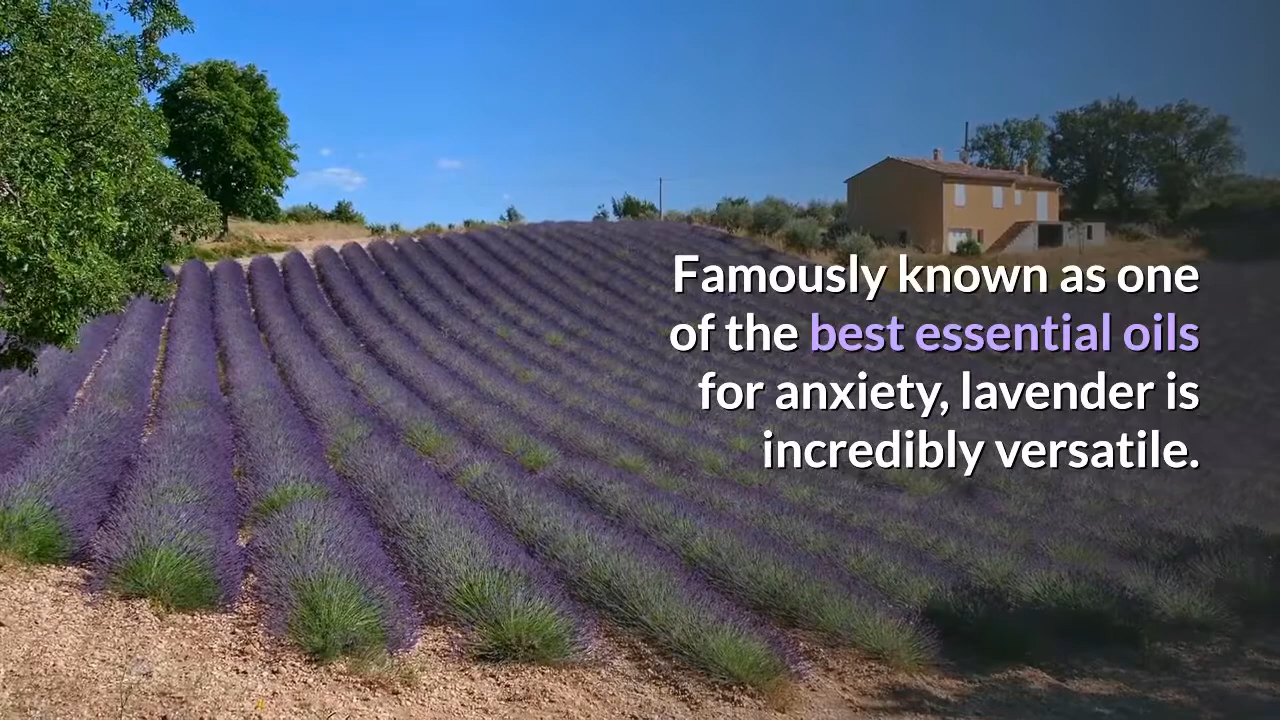 Famously known as one
of the best essential oils
for anxiety, lavender is
incredibly versatile.